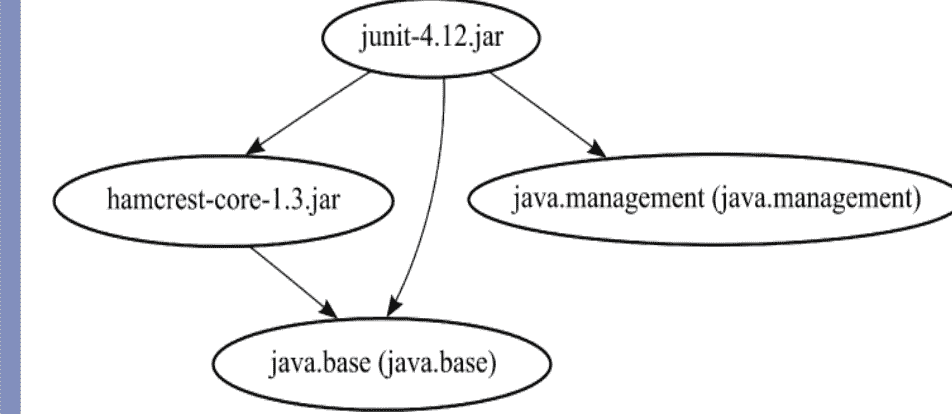 junit-4.12.jar
hamcrest-core-1.3.jar
java.management (java.management)
java.base (java.base)